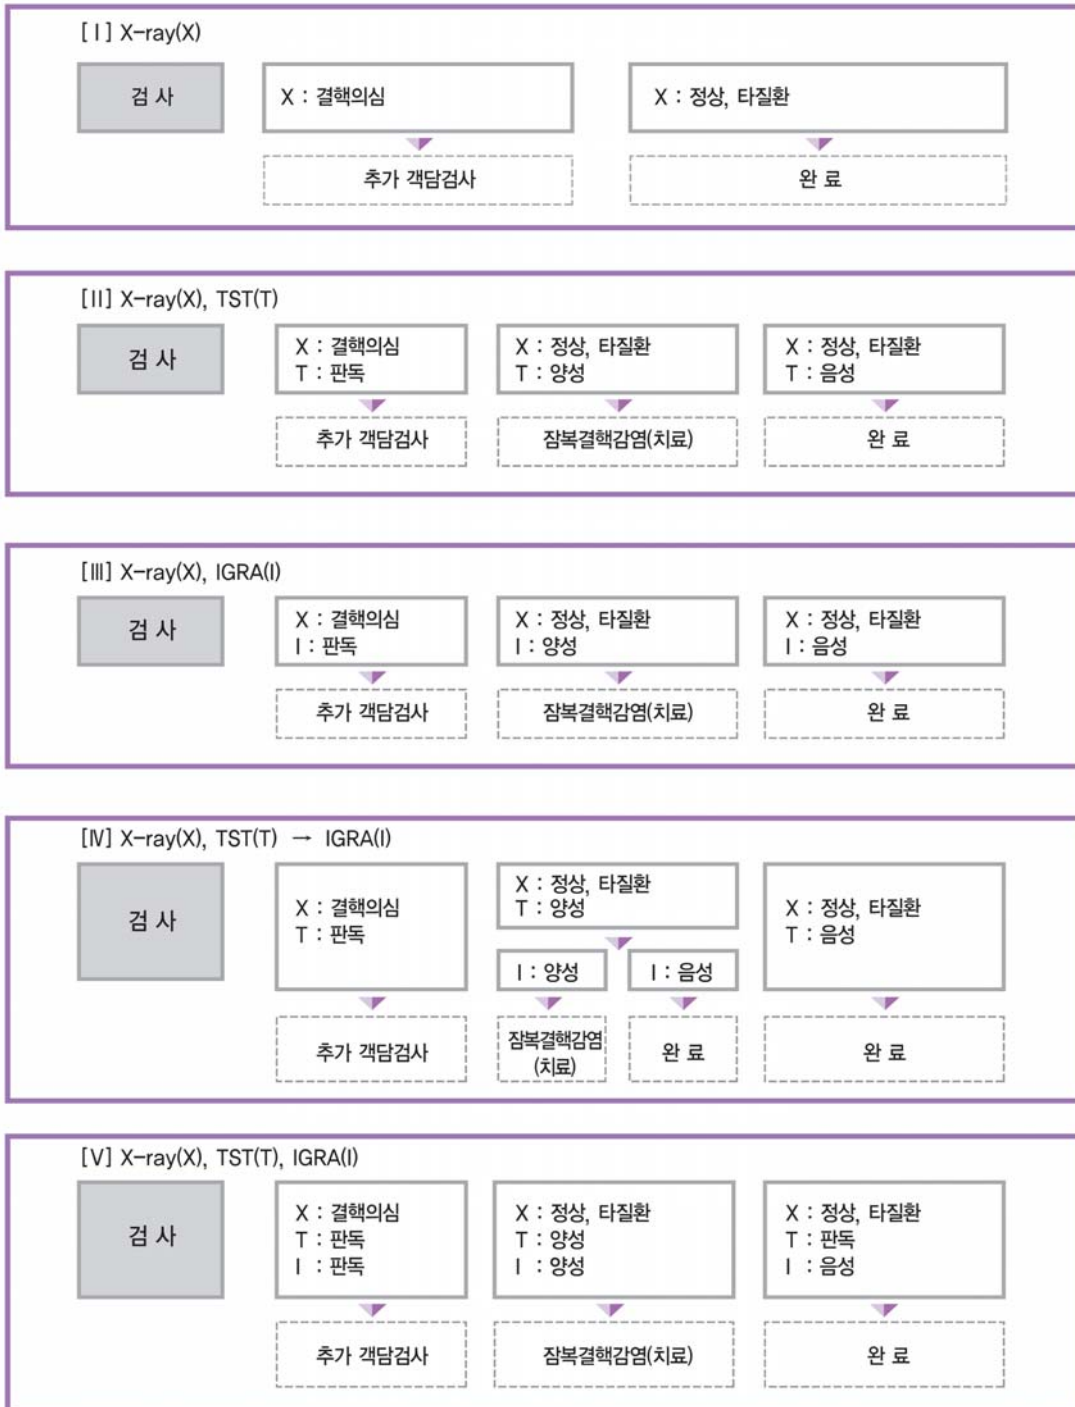 [Ⅰ] X-ray(X)
검 사
X : 결핵의심
X : 정상, 타질환
추가 객담검사
완 료
[Ⅱ] X-ray(X), TST(T)
검 사
X : 결핵의심
T : 판독
X : 정상, 타질환
T : 양성
X : 정상, 타질환
T : 음성
추가 객담검사
잠복결핵감염(치료)
완 료
[Ⅲ] X-ray(X), IGRA(I)
검 사
X : 결핵의심
I : 판독
X : 정상, 타질환
I : 양성
X : 정상, 타질환
I : 음성
추가 객담검사
잠복결핵감염(치료)
완 료
[Ⅳ] X-ray(X), TST(T) → IGRA(I)
검 사
X : 결핵의심
T : 판독
X : 정상, 타질환
T : 양성
I : 양성
I : 음성
X : 정상, 타질환
T : 음성
추가 객담검사
잠복결핵감염
(치료)
완 료
완 료
[Ⅴ] X-ray(X), TST(T), IGRA(I)
검 사
X : 결핵의심
T : 판독
I : 판독
X : 정상, 타질환
T : 양성
I : 양성
X : 정상, 타질환
T : 판독
I : 음성
추가 객담검사
잠복결핵감염(치료)
완 료